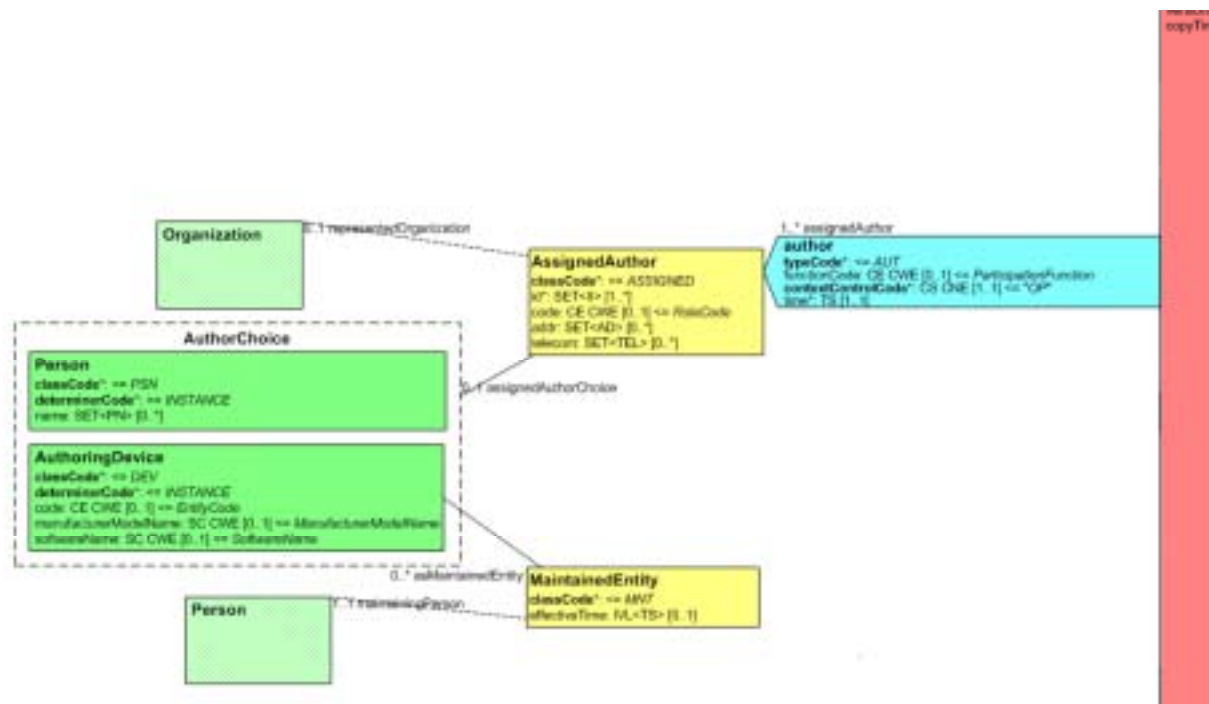 copyTim
Organization
0..1 representedOrganization
1..* assignedAuthor
author
typeCode*: <= AUT
functionCode: CE CWE [0..1] <= ParticipationFunction
contextControlCode*: CS CNE [1..1] <= "OP"
time*: TS [1..1]
AssignedAuthor
classCode*: <= ASSIGNED
id*: SET<II> [1..*]
code: CE CWE [0..1] <= RoleCode
addr: SET<AD> [0..*]
telecom: SET<TEL> [0..*]
AuthorChoice
Person
classCode*: <= PSN
determinerCode*: <= INSTANCE
name: SET<PN> [0..*]
0..1 assignedAuthorChoice
AuthoringDevice
classCode*: <= DEV
determinerCode*: <= INSTANCE
code: CE CWE [0..1] <= EntityCode
manufacturerModelName: SC CWE [0..1] <= ManufacturerModelName
softwareName: SC CWE [0..1] <= SoftwareName
0..* asMaintainedEntity
MaintainedEntity
classCode*: <= MNT
effectiveTime: IVL<TS> [0..1]
1..1 maintainingPerson
Person